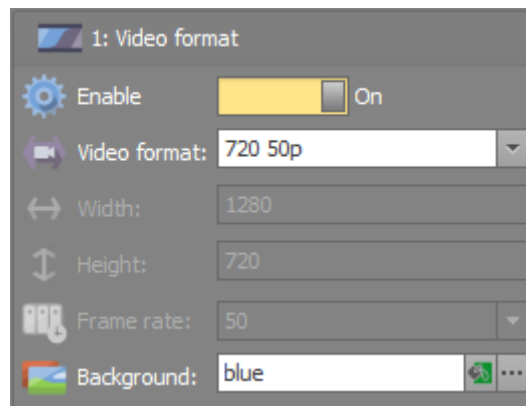 1: Video format
Enable On
Video format: 720 50p
Width: 1280
Height: 720
Frame rate: 50
Background: blue